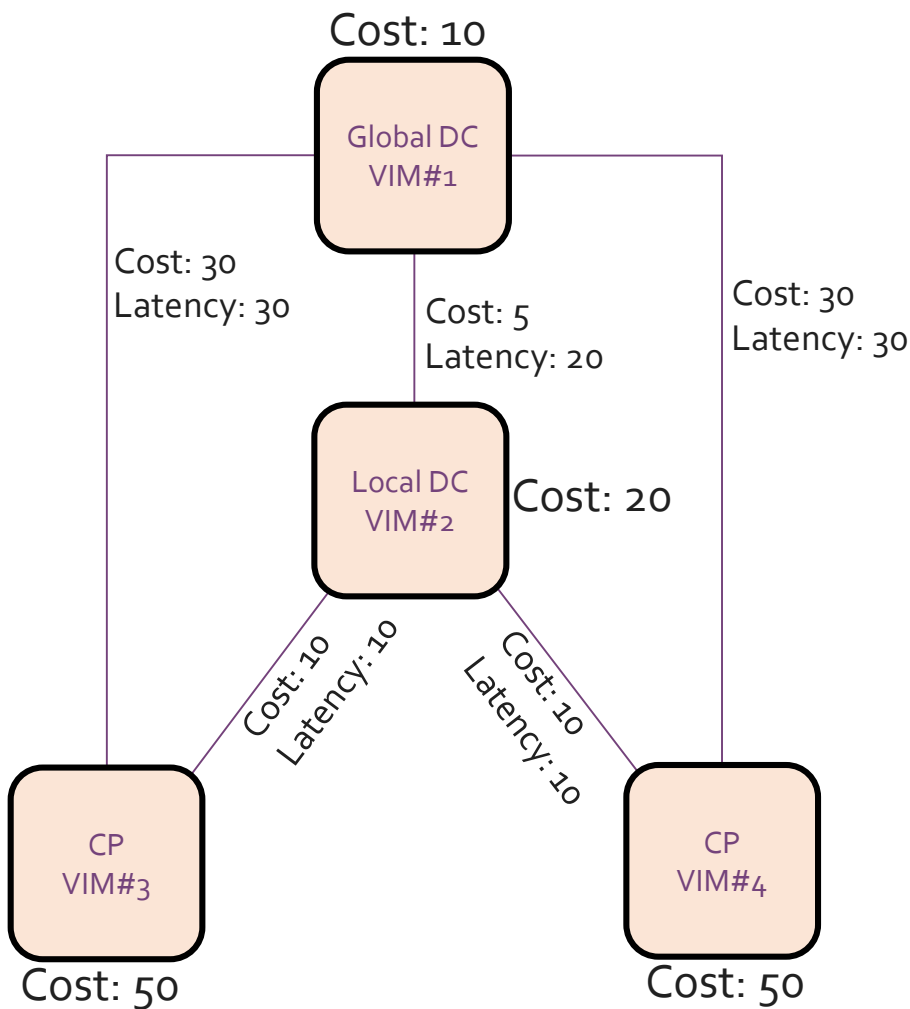 Cost: 10
Global DC
VIM#1
Cost: 30
Latency: 30
Cost: 5
Latency: 20
Cost: 30
Latency: 30
Local DC
VIM#2
Cost: 20
Cost: 10
Latency: 10
Cost: 10
Latency: 10
CP
VIM#3
Cost: 50
CP
VIM#4
Cost: 50